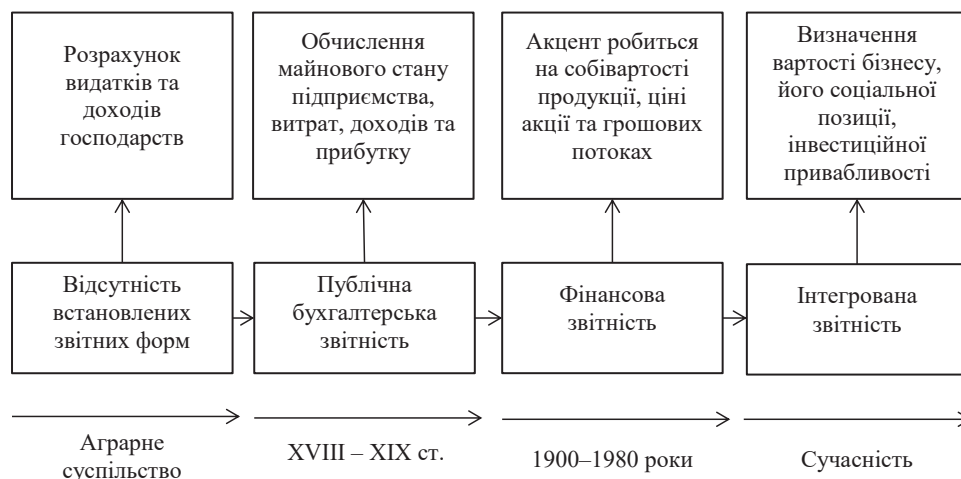 Розрахунок
видатків та
доходів
господарств
Обчислення
майнового стану
підприємства,
витрат, доходів та
прибутку
Акцент робиться
на собівартості
продукції, ціні
акції та грошових
потоках
Визначення
вартості бізнесу,
його соціальної
позиції,
інвестиційної
привабливості
Відсутність
встановлених
звітних форм
Публічна
бухгалтерська
звітність
Фінансова
звітність
Інтегрована
звітність
Аграрне
суспільство
XVIII – XIX ст.
1900–1980 роки
Сучасність